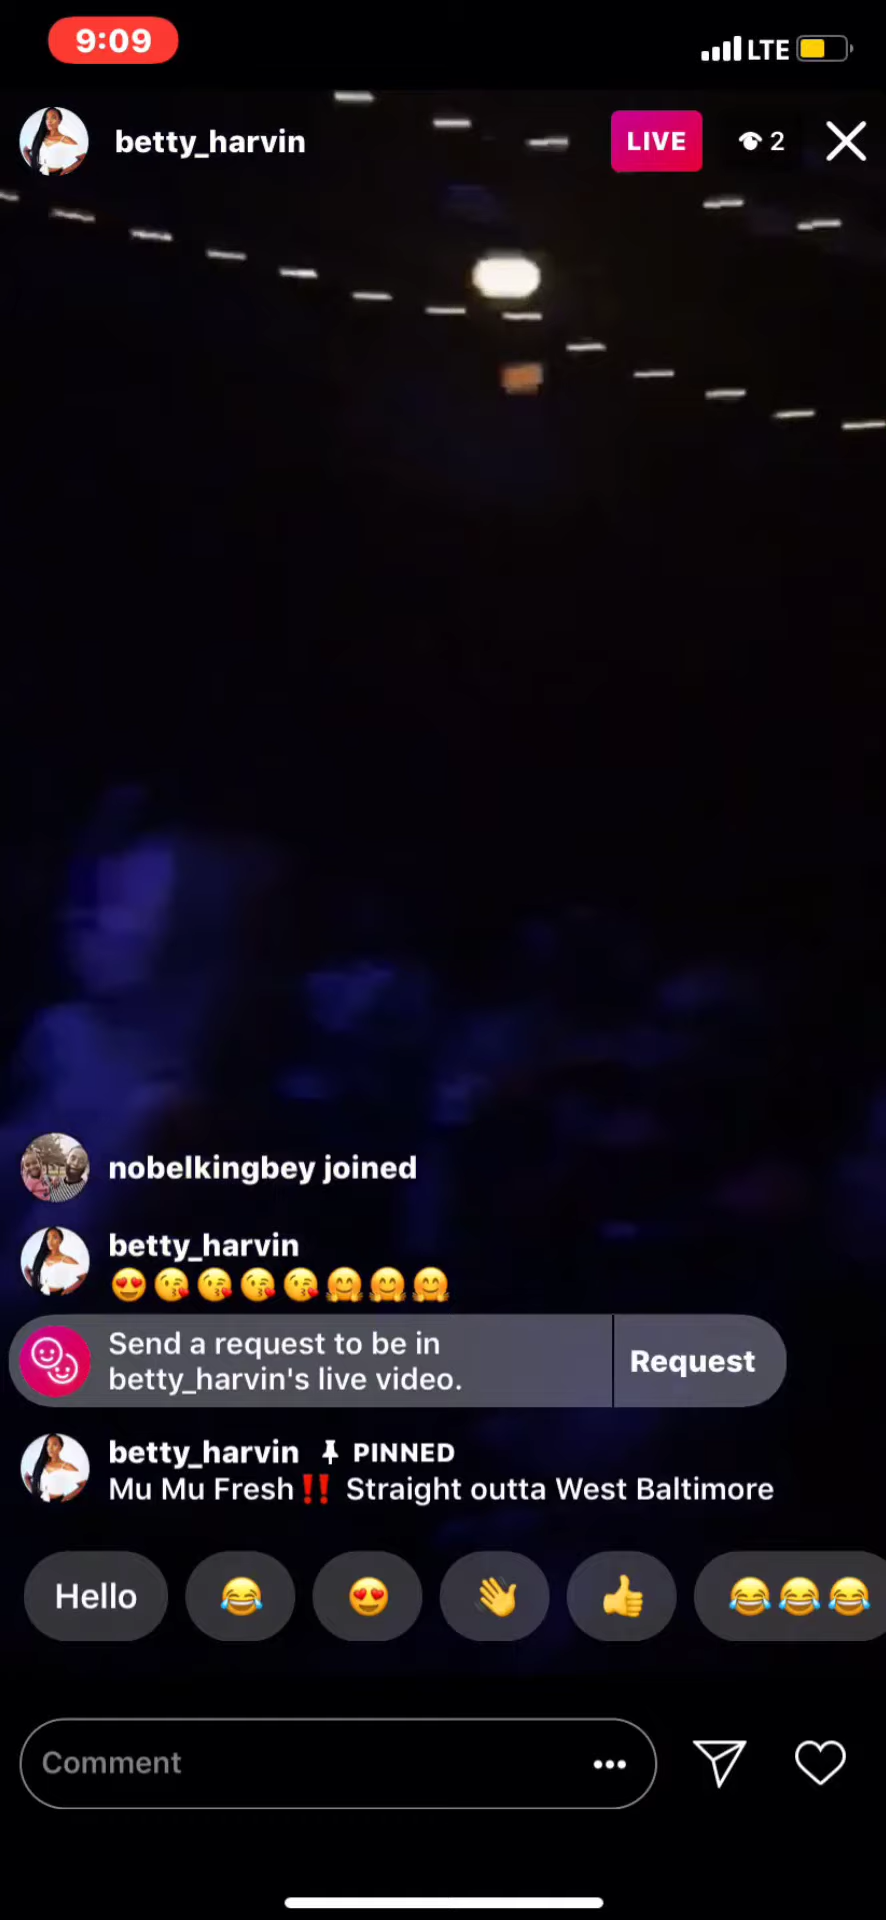 9:09
LTE
betty_harvin
LIVE
2
nobelkingbey joined
betty_harvin
😍😘😘😘😘🤗🤗🤗
Send a request to be in
betty_harvin's live video.
Request
betty_harvin PINNED
Mu Mu Fresh‼️ Straight outta West Baltimore
Hello
😂
😍
👋
👍
😂😂😂
Comment